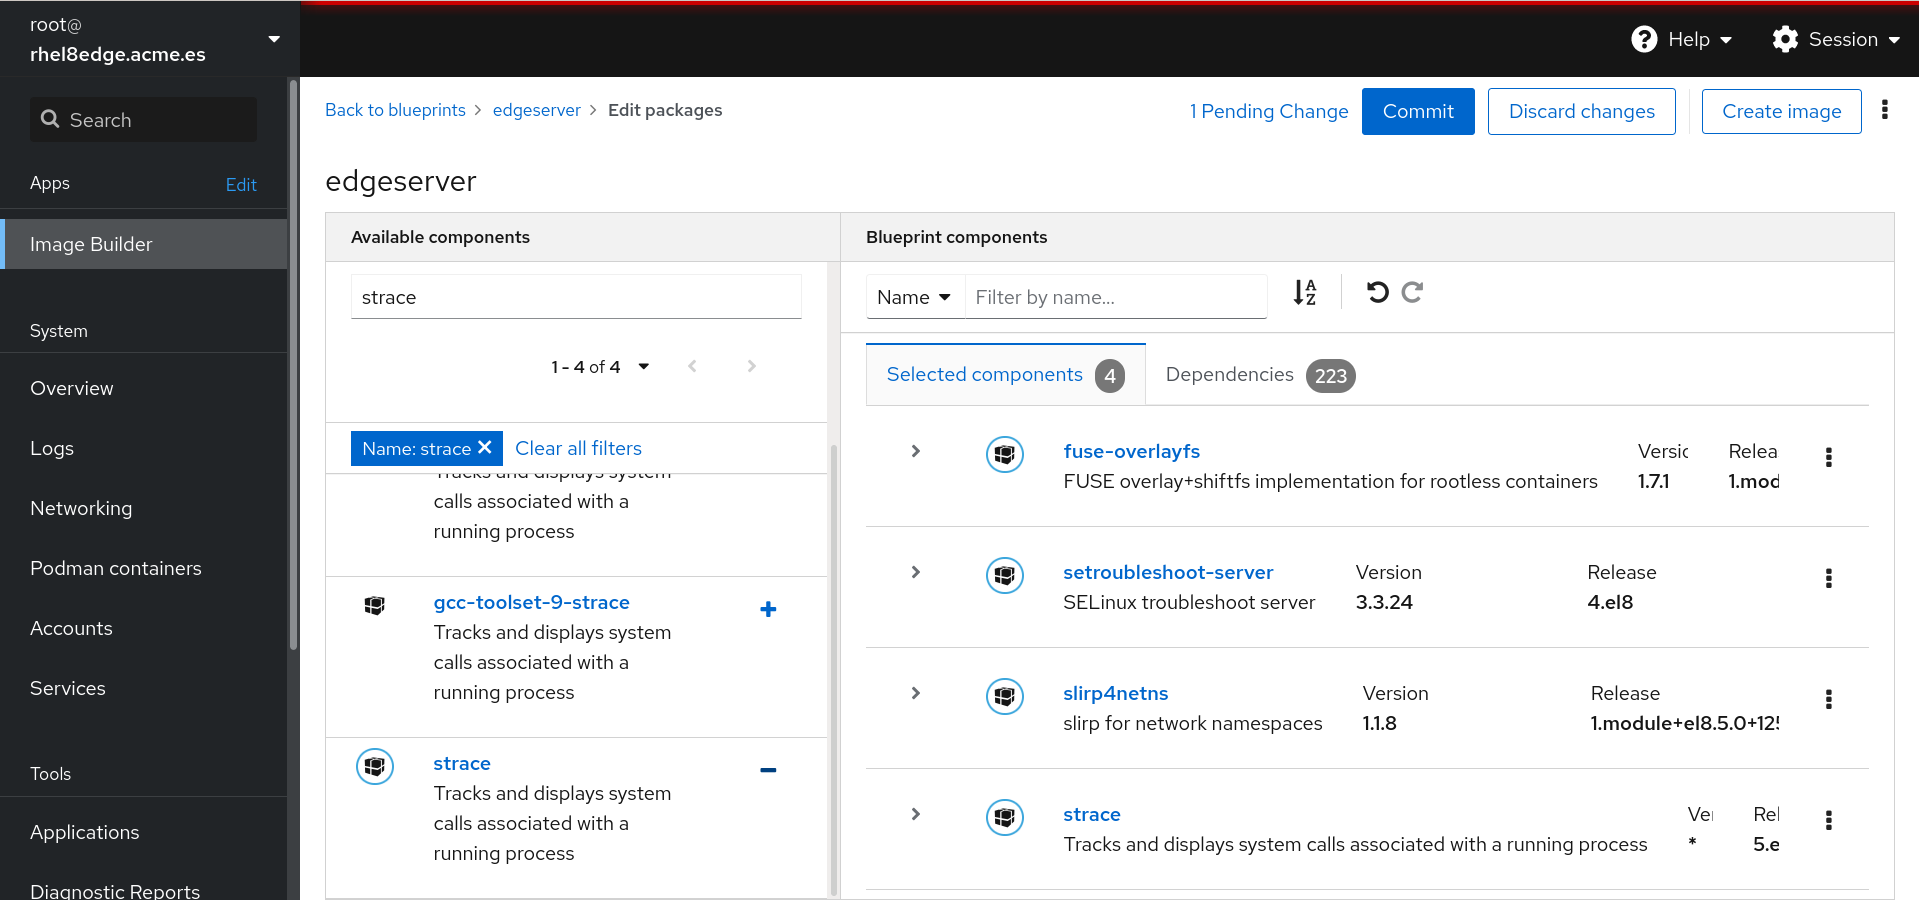 root@
rhel8edge.acme.es
Help
Session
Search
Apps
Edit
Image Builder
System
Overview
Logs
Networking
Podman containers
Accounts
Services
Tools
Applications
Diagnostic Reports
Back to blueprints > edgeserver > Edit packages
1 Pending Change
Commit
Discard changes
Create image
edgeserver
Available components
strace
1 - 4 of 4
Name: strace
Clear all filters
Tracks and displays system
calls associated with a
running process
gcc-toolset-9-strace
Tracks and displays system
calls associated with a
running process
strace
Tracks and displays system
calls associated with a
running process
Blueprint components
Name
Filter by name...
Selected components 4
Dependencies 223
fuse-overlayfs
FUSE overlay+shiftfs implementation for rootless containers
Versic
1.7.1
Relea
1.mod
setroubleshoot-server
SELinux troubleshoot server
Version
3.3.24
Release
4.el8
slirp4netns
slirp for network namespaces
Version
1.1.8
Release
1.module+el8.5.0+125
strace
Tracks and displays system calls associated with a running process
Ver
*
Rel
5.e